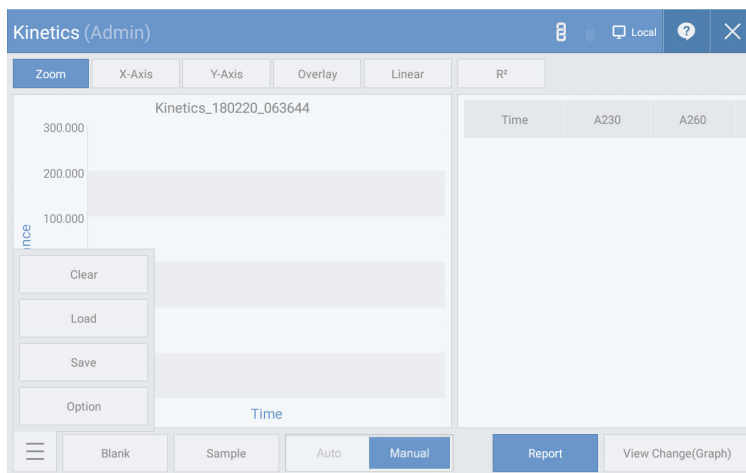 Kinetics (Admin)
Local
?
Zoom
X-Axis
Y-Axis
Overlay
Linear
R²
Kinetics_180220_063644
300.000
200.000
100.000
Time
A230
A260
Clear
Load
Save
Option
Time
Blank
Sample
Auto
Manual
Report
View Change(Graph)